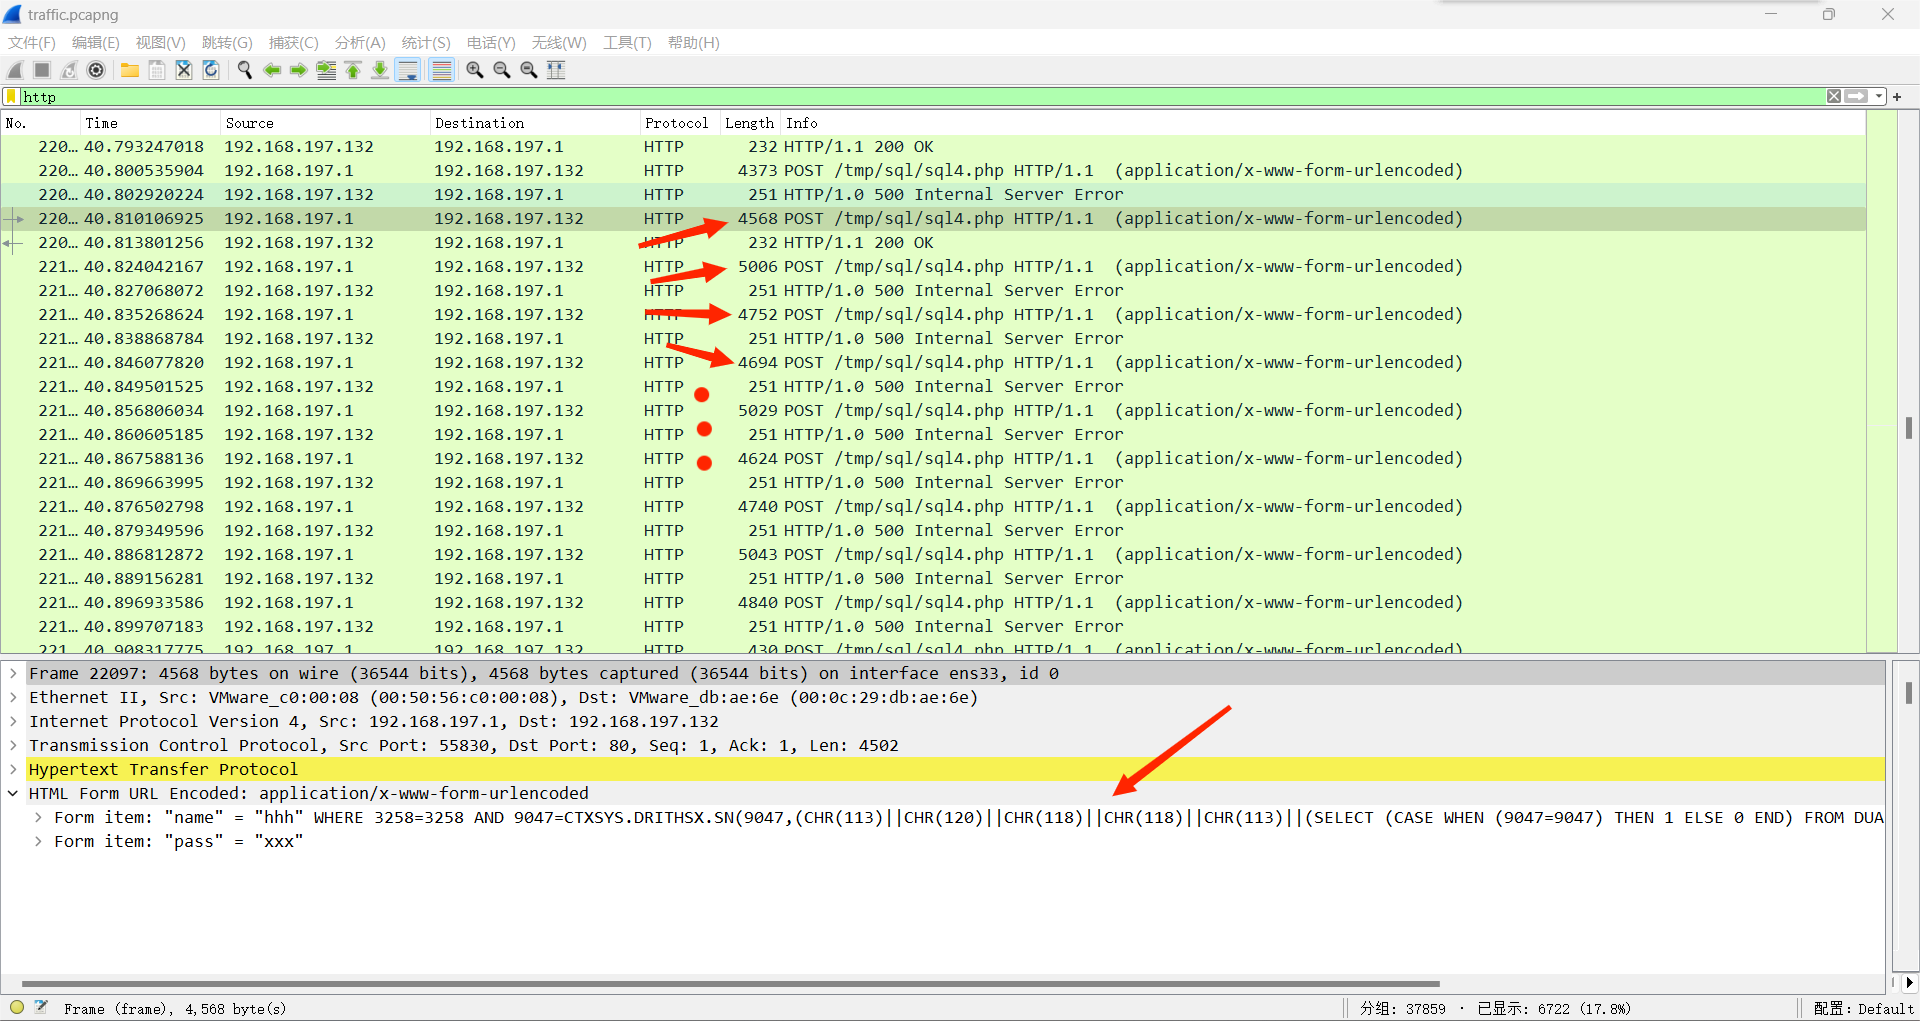 traffic.pcapng
文件(F) 编辑(E) 视图(V) 跳转(G) 捕获(C) 分析(A) 统计(S) 电话(Y) 无线(W) 工具(T) 帮助(H)
http
No. Time Source Destination Protocol Length Info
220… 40.793247018 192.168.197.132 192.168.197.1 HTTP 232 HTTP/1.1 200 OK
220… 40.800535904 192.168.197.1 192.168.197.132 HTTP 4373 POST /tmp/sql/sql4.php HTTP/1.1 (application/x-www-form-urlencoded)
220… 40.802920224 192.168.197.132 192.168.197.1 HTTP 251 HTTP/1.0 500 Internal Server Error
220… 40.810106925 192.168.197.1 192.168.197.132 HTTP 4568 POST /tmp/sql/sql4.php HTTP/1.1 (application/x-www-form-urlencoded)
220… 40.813801256 192.168.197.132 192.168.197.1 HTTP 232 HTTP/1.1 200 OK
221… 40.824042167 192.168.197.1 192.168.197.132 HTTP 5006 POST /tmp/sql/sql4.php HTTP/1.1 (application/x-www-form-urlencoded)
221… 40.827068072 192.168.197.132 192.168.197.1 HTTP 251 HTTP/1.0 500 Internal Server Error
221… 40.835268624 192.168.197.1 192.168.197.132 HTTP 4752 POST /tmp/sql/sql4.php HTTP/1.1 (application/x-www-form-urlencoded)
221… 40.838868784 192.168.197.132 192.168.197.1 HTTP 251 HTTP/1.0 500 Internal Server Error
221… 40.846077820 192.168.197.1 192.168.197.132 HTTP 4694 POST /tmp/sql/sql4.php HTTP/1.1 (application/x-www-form-urlencoded)
221… 40.849501525 192.168.197.132 192.168.197.1 HTTP 251 HTTP/1.0 500 Internal Server Error
221… 40.856806034 192.168.197.1 192.168.197.132 HTTP 5029 POST /tmp/sql/sql4.php HTTP/1.1 (application/x-www-form-urlencoded)
221… 40.860605185 192.168.197.132 192.168.197.1 HTTP 251 HTTP/1.0 500 Internal Server Error
221… 40.867588136 192.168.197.1 192.168.197.132 HTTP 4624 POST /tmp/sql/sql4.php HTTP/1.1 (application/x-www-form-urlencoded)
221… 40.869663995 192.168.197.132 192.168.197.1 HTTP 251 HTTP/1.0 500 Internal Server Error
221… 40.876502798 192.168.197.1 192.168.197.132 HTTP 4740 POST /tmp/sql/sql4.php HTTP/1.1 (application/x-www-form-urlencoded)
221… 40.879349596 192.168.197.132 192.168.197.1 HTTP 251 HTTP/1.0 500 Internal Server Error
221… 40.886812872 192.168.197.1 192.168.197.132 HTTP 5043 POST /tmp/sql/sql4.php HTTP/1.1 (application/x-www-form-urlencoded)
221… 40.889156281 192.168.197.132 192.168.197.1 HTTP 251 HTTP/1.0 500 Internal Server Error
221… 40.896933586 192.168.197.1 192.168.197.132 HTTP 4840 POST /tmp/sql/sql4.php HTTP/1.1 (application/x-www-form-urlencoded)
221… 40.899707183 192.168.197.132 192.168.197.1 HTTP 251 HTTP/1.0 500 Internal Server Error
221 40.908317775 192.168.197.1 192.168.197.132 HTTP 430 POST /tmp/sql/sql4.php HTTP/1.1 (application/x-www-form-urlencoded)
Frame 22097: 4568 bytes on wire (36544 bits), 4568 bytes captured (36544 bits) on interface ens33, id 0
Ethernet II, Src: VMware_c0:00:08 (00:50:56:c0:00:08), Dst: VMware_db:ae:6e (00:0c:29:db:ae:6e)
Internet Protocol Version 4, Src: 192.168.197.1, Dst: 192.168.197.132
Transmission Control Protocol, Src Port: 55830, Dst Port: 80, Seq: 1, Ack: 1, Len: 4502
Hypertext Transfer Protocol
HTML Form URL Encoded: application/x-www-form-urlencoded
Form item: "name" = "hhh" WHERE 3258=3258 AND 9047=CTXSYS.DRITHSX.SN(9047,(CHR(113)||CHR(120)||CHR(118)||CHR(118)||CHR(113)||(SELECT (CASE WHEN (9047=9047) THEN 1 ELSE 0 END) FROM DUA
Form item: "pass" = "xxx"
Frame (frame), 4,568 byte(s) 分组: 37859 · 已显示: 6722 (17.8%) 配置: Default